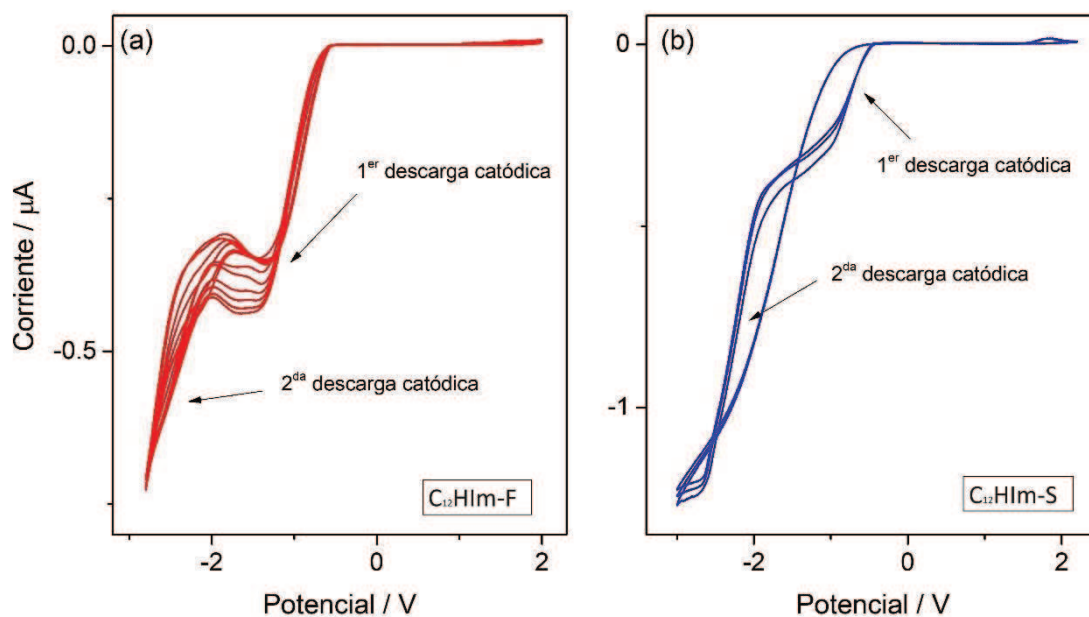 (a)
0.0
-0.5
Corriente / µA
1er descarga catódica
2da descarga catódica
C12HIm-F
-2
0
2
Potencial / V
(b)
0
-1
1er descarga catódica
2da descarga catódica
C12HIm-S
-2
0
2
Potencial / V